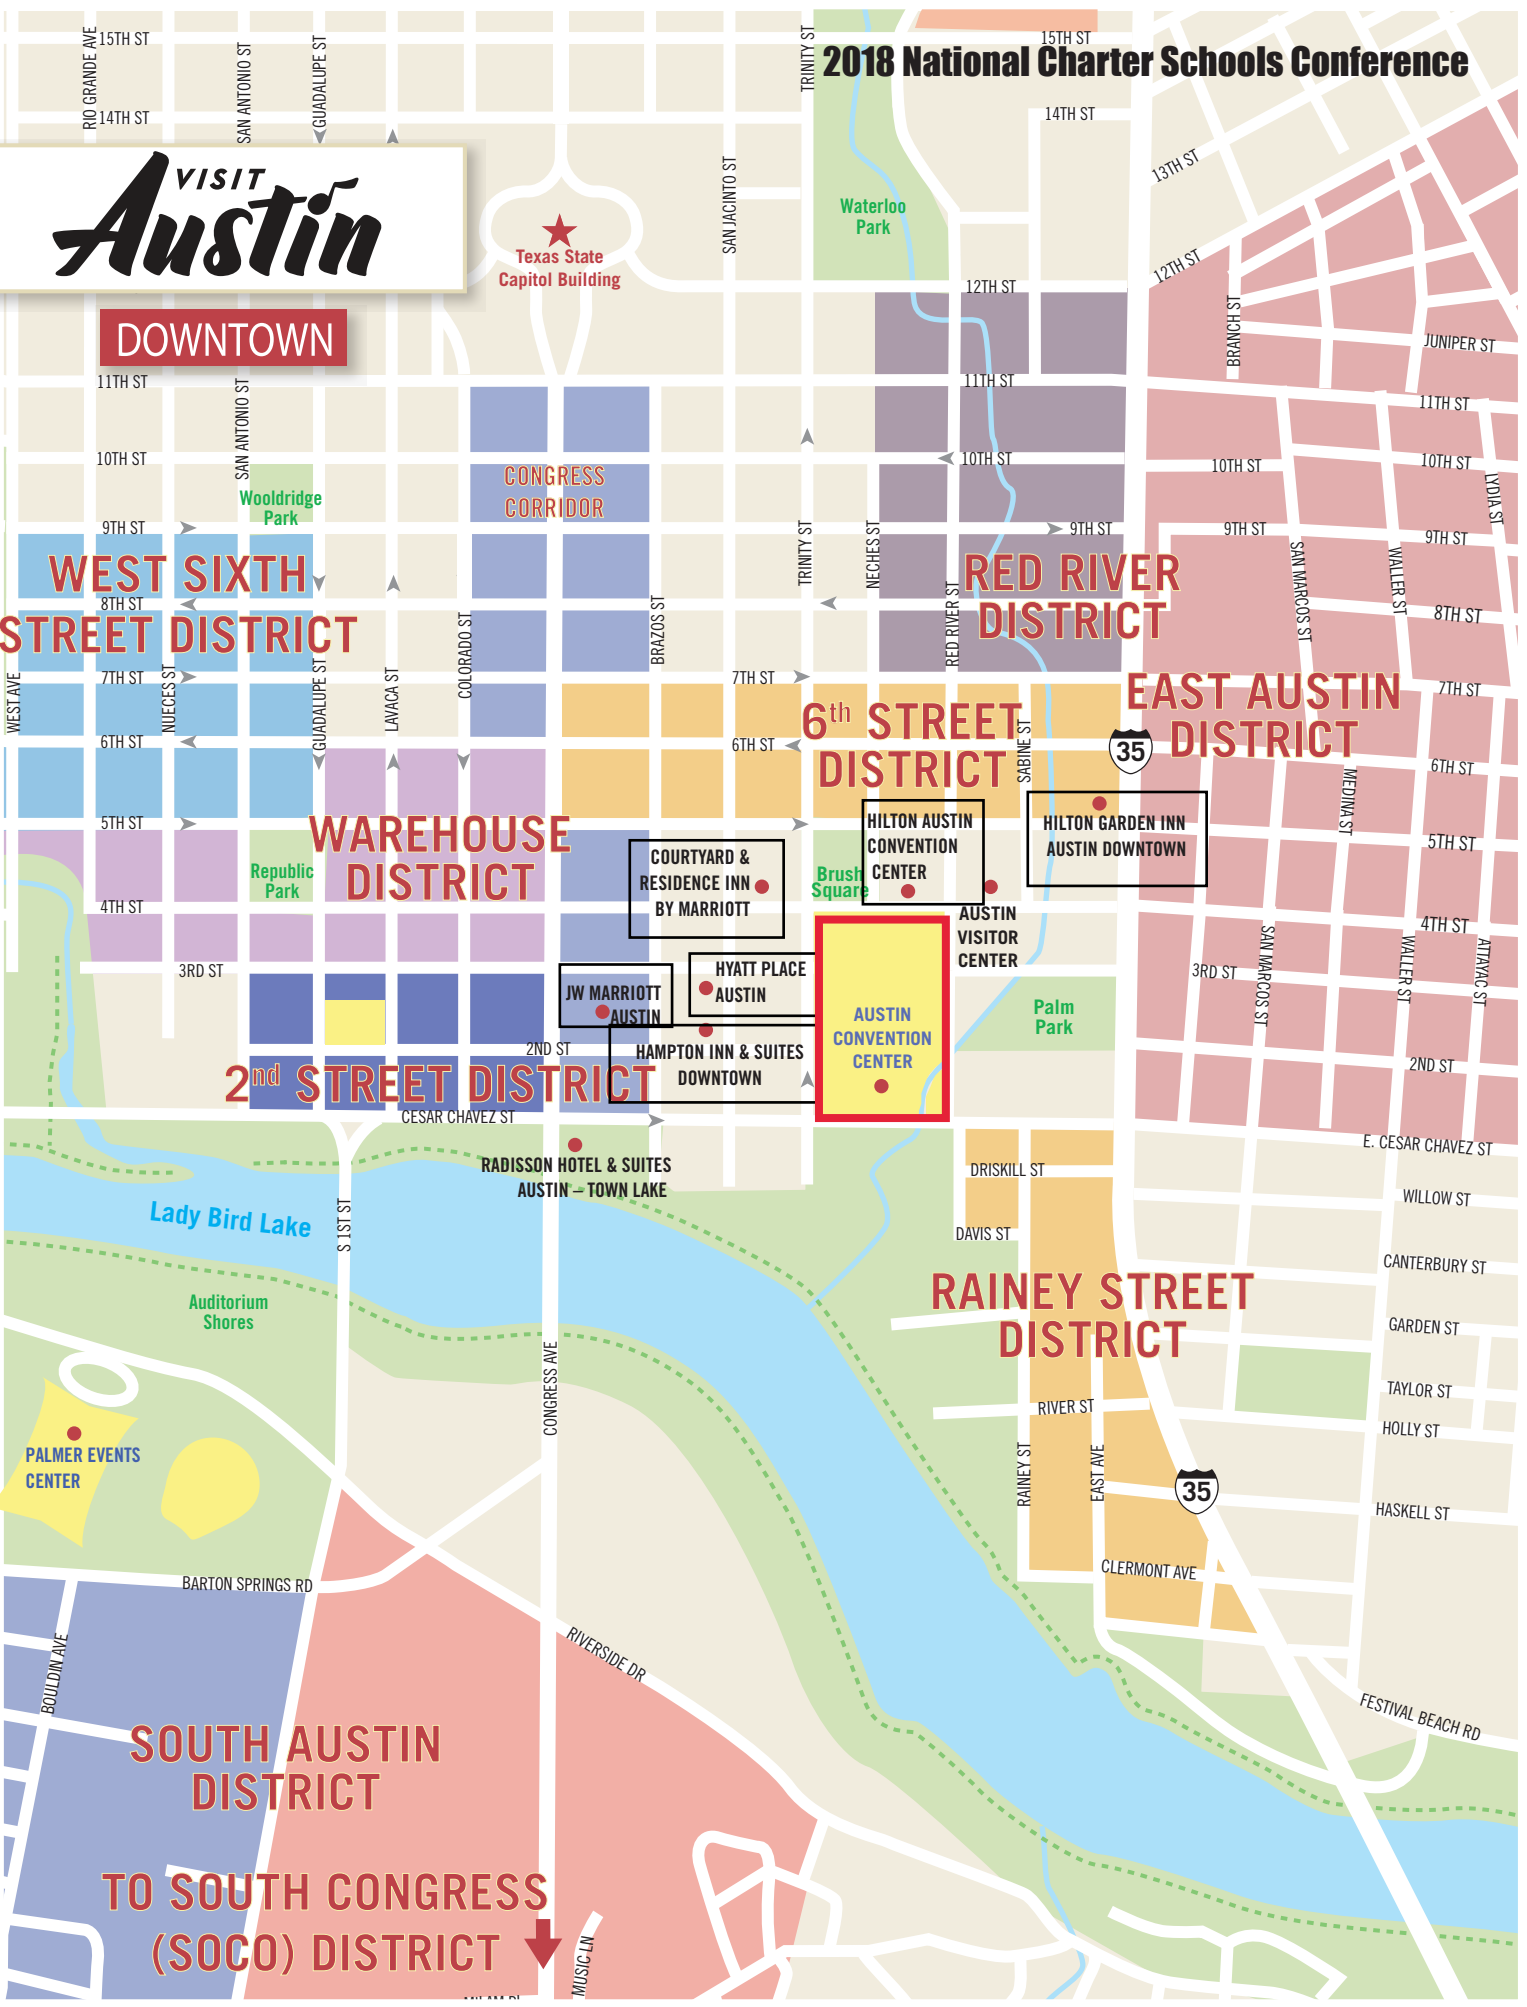 2018 National Charter Schools Conference
VISIT
Austin
DOWNTOWN
RIO GRANDE AVE
15TH ST
SAN ANTONIO ST
GUADALUPE ST
TRINITY ST
15TH ST
14TH ST
14TH ST
13TH ST
SAN JACINTO ST
Waterloo
Park
Texas State
Capitol Building
12TH ST
12TH ST
BRANCH ST
JUNIPER ST
11TH ST
11TH ST
11TH ST
SAN ANTONIO ST
10TH ST
10TH ST
10TH ST
10TH ST
LYDIA ST
CONGRESS
CORRIDOR
Wooldridge
Park
9TH ST
9TH ST
9TH ST
9TH ST
TRINITY ST
NECHES ST
SAN MARCOS ST
WALLER ST
WEST SIXTH
STREET DISTRICT
8TH ST
8TH ST
RED RIVER
DISTRICT
RED RIVER ST
BRAZOS ST
COLORADO ST
WEST AVE
NUECES ST
GUADALUPE ST
LAVACA ST
7TH ST
7TH ST
7TH ST
EAST AUSTIN
DISTRICT
6th STREET
DISTRICT
SABINE ST
35
6TH ST
6TH ST
6TH ST
MEDINA ST
5TH ST
5TH ST
WAREHOUSE
DISTRICT
HILTON AUSTIN
CONVENTION
CENTER
HILTON GARDEN INN
AUSTIN DOWNTOWN
COURTYARD &
RESIDENCE INN
BY MARRIOTT
Brush
Square
Republic
Park
4TH ST
4TH ST
AUSTIN
VISITOR
CENTER
SAN MARCOS ST
WALLER ST
ATAYAC ST
3RD ST
3RD ST
HYATT PLACE
AUSTIN
JW MARRIOTT
AUSTIN
AUSTIN
CONVENTION
CENTER
Palm
Park
2ND ST
2ND ST
HAMPTON INN & SUITES
DOWNTOWN
2nd STREET DISTRICT
CESAR CHAVEZ ST
E. CESAR CHAVEZ ST
RADISSON HOTEL & SUITES
AUSTIN – TOWN LAKE
DRISKILL ST
WILLOW ST
Lady Bird Lake
S 1ST ST
DAVIS ST
CANTERBURY ST
RAINEY STREET
DISTRICT
Auditorium
Shores
GARDEN ST
CONGRESS AVE
TAYLOR ST
RIVER ST
HOLLY ST
PALMER EVENTS
CENTER
RAINEY ST
EAST AVE
35
HASKELL ST
CLERMONT AVE
BARTON SPRINGS RD
BOULDIN AVE
RIVERSIDE DR
FESTIVAL BEACH RD
SOUTH AUSTIN
DISTRICT
TO SOUTH CONGRESS
(SOCO) DISTRICT
MUSIC LN